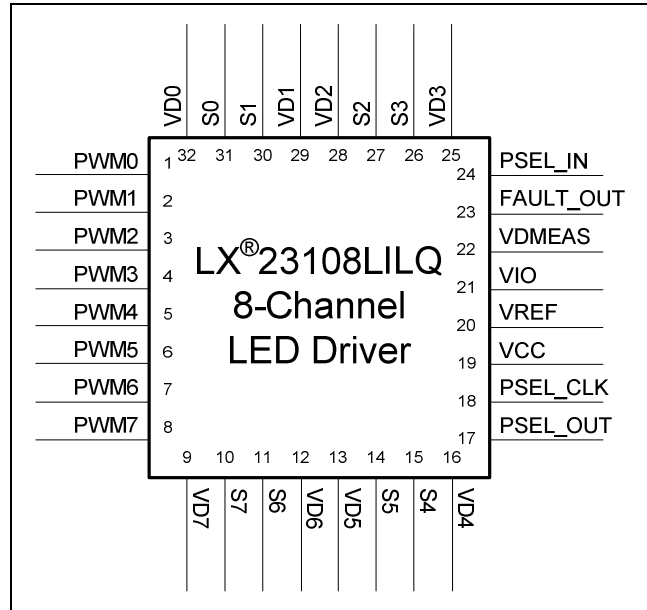 VD0 S0 S1 VD1 VD2 S2 S3 VD3
32 31 30 29 28 27 26 25
PWM0 1
PWM1 2
PWM2 3
PWM3 4
PWM4 5
PWM5 6
PWM6 7
PWM7 8
LX®23108LILQ
8-Channel
LED Driver
24 PSEL_IN
23 FAULT_OUT
22 VDMEAS
21 VIO
20 VREF
19 VCC
18 PSEL_CLK
17 PSEL_OUT
9 10 11 12 13 14 15 16
VD7 S7 S6 VD6 VD5 S5 S4 VD4